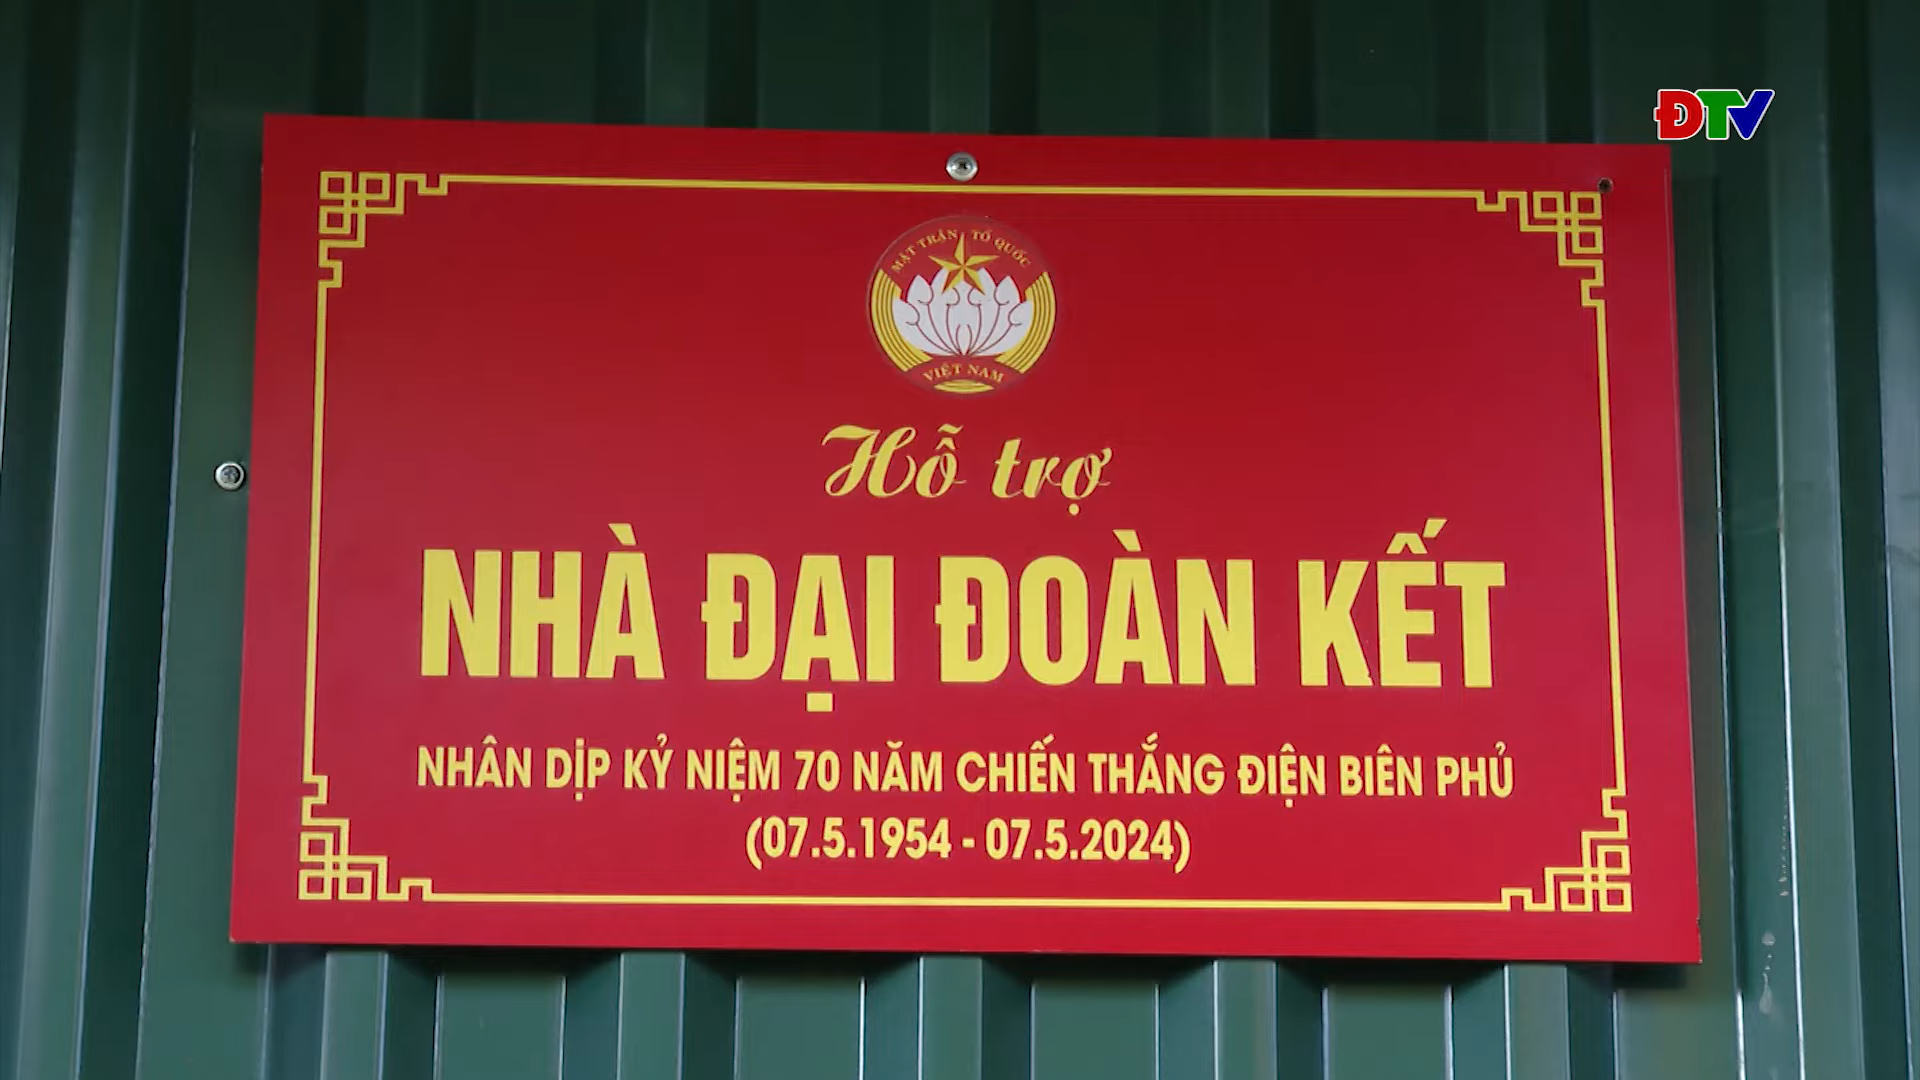 ĐTV
MẶT TRẬN TỔ QUỐC
VIỆT NAM
Hỗ trợ
NHÀ ĐẠI ĐOÀN KẾT
NHÂN DỊP KỶ NIỆM 70 NĂM CHIẾN THẮNG ĐIỆN BIÊN PHỦ
(07.5.1954 - 07.5.2024)